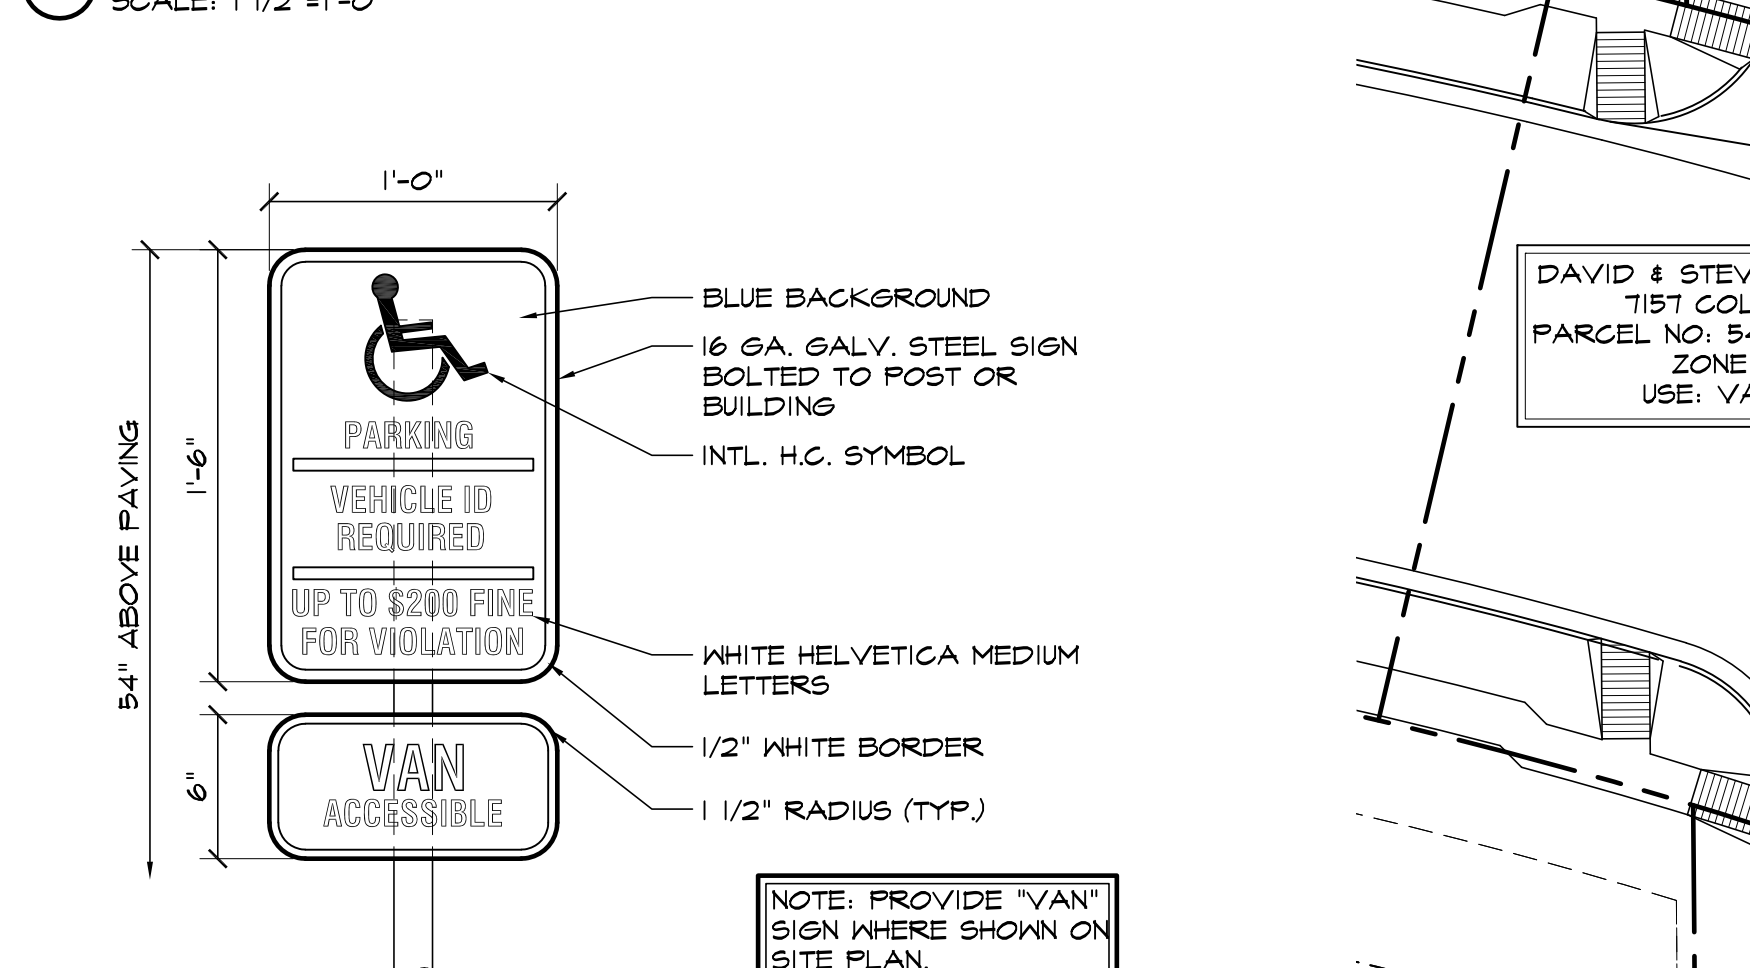 SCALE: 1 1/2"=1'-0"
1'-0"
BLUE BACKGROUND
16 GA. GALV. STEEL SIGN
BOLTED TO POST OR
BUILDING
INTL. H.C. SYMBOL
PARKING
VEHICLE ID
REQUIRED
UP TO $200 FINE
FOR VIOLATION
1'-6"
54" ABOVE PAVING
WHITE HELVETICA MEDIUM
LETTERS
1/2" WHITE BORDER
1 1/2" RADIUS (TYP.)
VAN
ACCESSIBLE
6"
NOTE: PROVIDE "VAN"
SIGN WHERE SHOWN ON
SITE PLAN.
DAVID & STEV
7157 COL
PARCEL NO: 54
ZONE
USE: VA